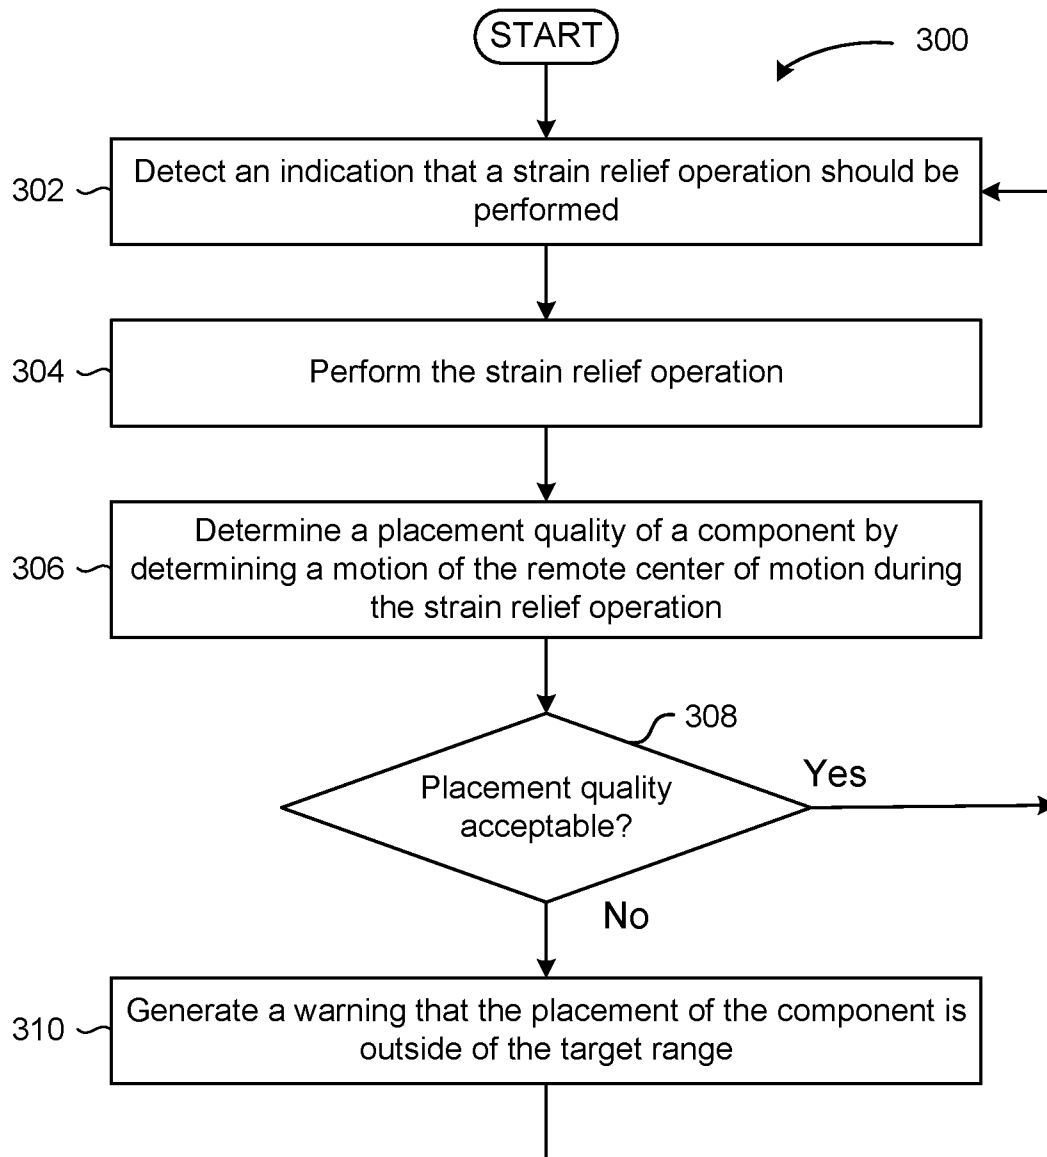 START
300
302
Detect an indication that a strain relief operation should be
performed
304
Perform the strain relief operation
306
Determine a placement quality of a component by
determining a motion of the remote center of motion during
the strain relief operation
308
Placement quality
acceptable?
Yes
No
310
Generate a warning that the placement of the component is
outside of the target range